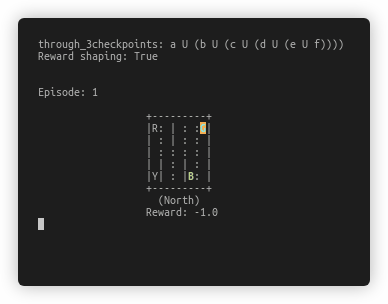 through_3checkpoints: a U (b U (c U (d U (e U f))))
Reward shaping: True
Episode: 1
+---------+
|R: | : : |
| : | : : |
| : : : : |
| | : | : |
|Y| : |B: |
+---------+
(North)
Reward: -1.0